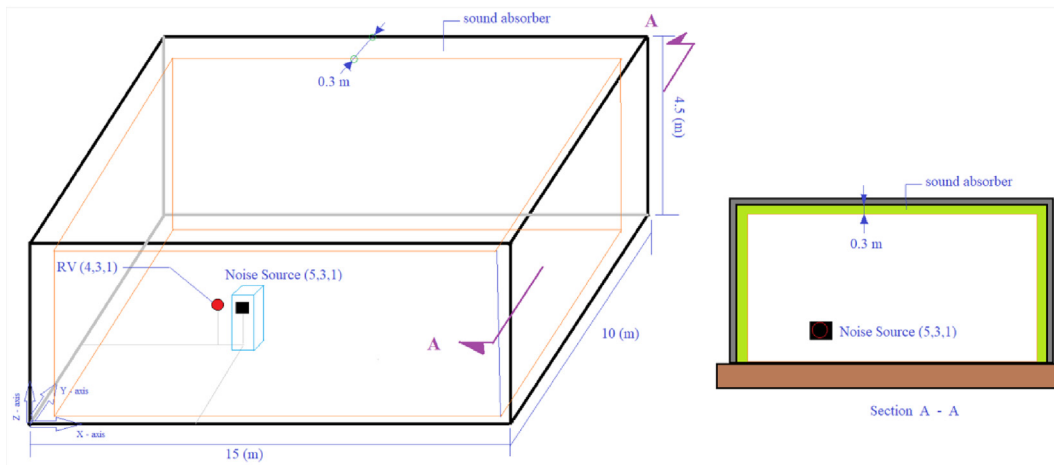 sound absorber
A
0.3 m
4.5 (m)
RV (4,3,1)
Noise Source (5,3,1)
A
10 (m)
Z - axis
Y - axis
X - axis
15 (m)
sound absorber
0.3 m
Noise Source (5,3,1)
Section A - A